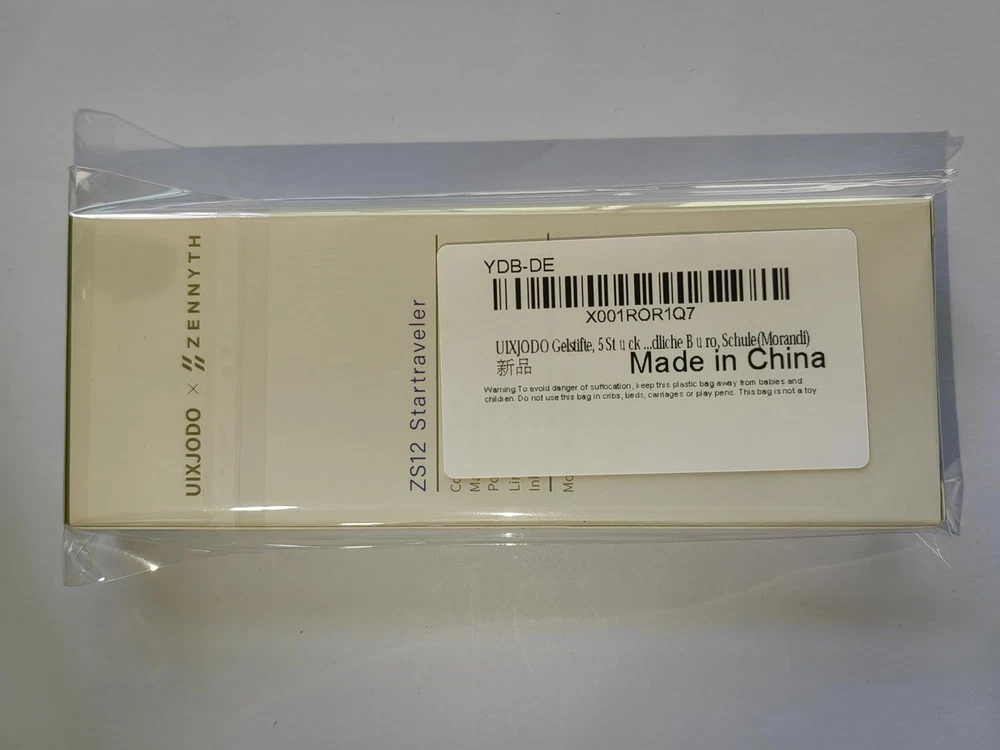 UIXJODO × ZENNYTH
ZS12 Startraveler
YDB-DE
X001ROR1Q7
UIXJODO Gelstifte, 5 St u ck ...dliche B u ro, Schule(Morandi)
新品
Made in China
Warning:To avoid danger of suffocation, keep this plastic bag away from babies and
children. Do not use this bag in cribs, beds, carriages or play pens. This bag is not a toy